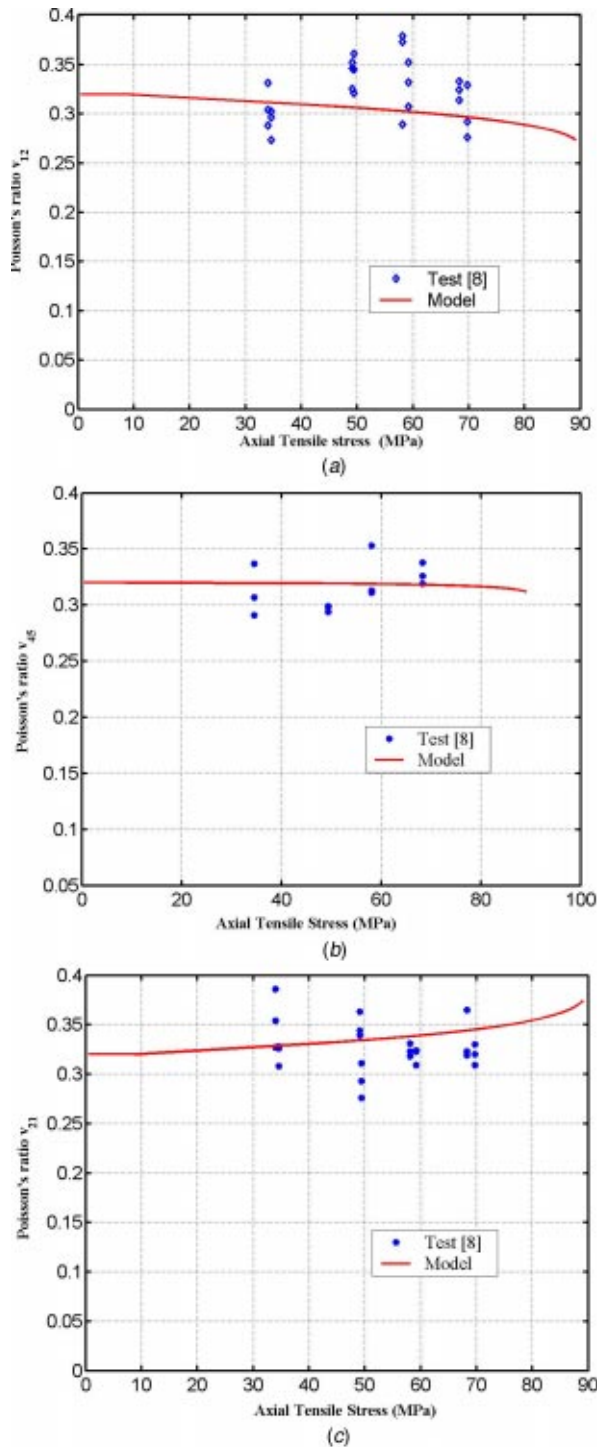 0.4
0.35
0.3
0.25
0.2
0.15
0.1
0.05
0
Poisson's ratio ν12
Test [8]
Model
0 10 20 30 40 50 60 70 80 90
Axial Tensile stress (MPa)
(a)
0.4
0.35
0.3
0.25
0.2
0.15
0.1
0.05
Poisson's ratio ν45
Test [8]
Model
0 20 40 60 80 100
Axial Tensile Stress (MPa)
(b)
0.4
0.35
0.3
0.25
0.2
0.15
0.1
0.05
0
Poisson's ratio ν21
Test [8]
Model
0 10 20 30 40 50 60 70 80 90
Axial Tensile Stress (MPa)
(c)